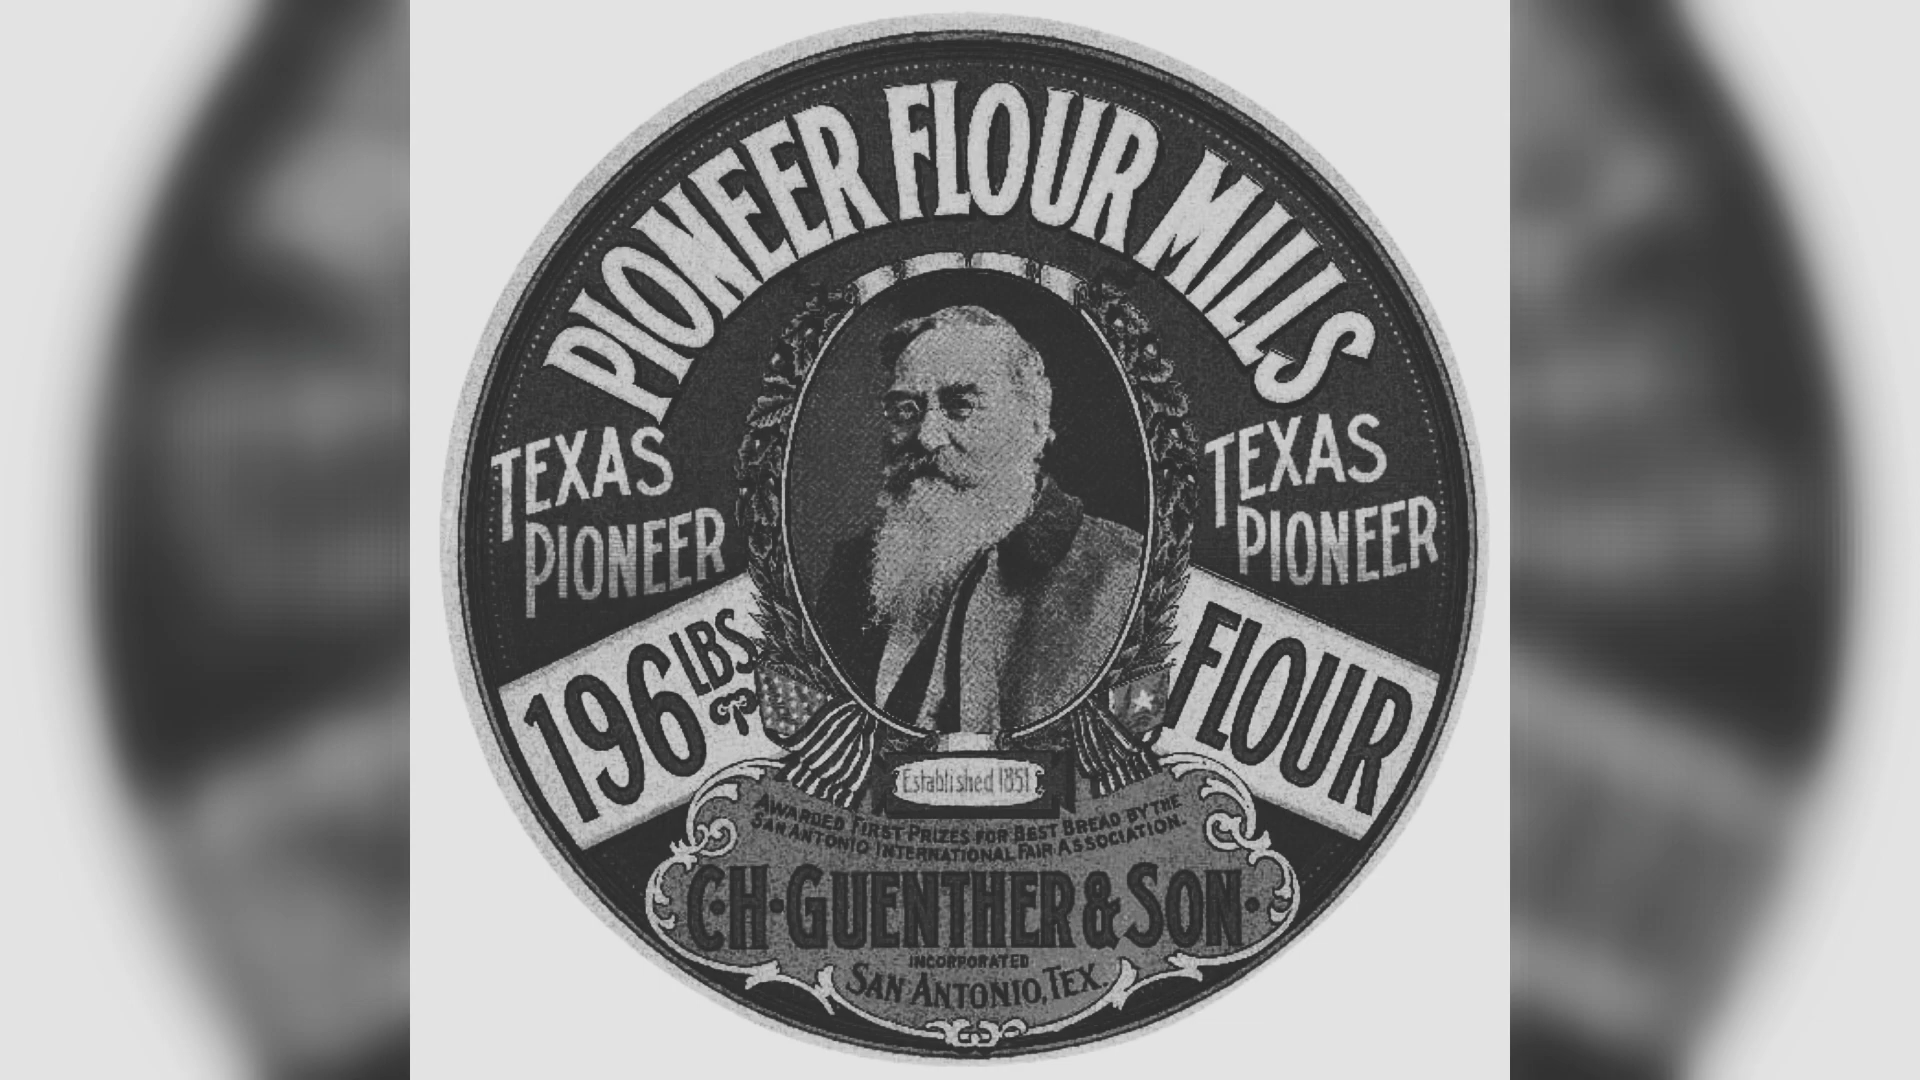 PIONEER FLOUR MILLS
TEXAS
PIONEER
TEXAS
PIONEER
196 LBS
FLOUR
Established 1851
AWARDED FIRST PRIZES FOR BEST BREAD BY THE
SAN ANTONIO INTERNATIONAL FAIR ASSOCIATION.
C·H·GUENTHER & SON·
INCORPORATED
SAN ANTONIO, TEX.